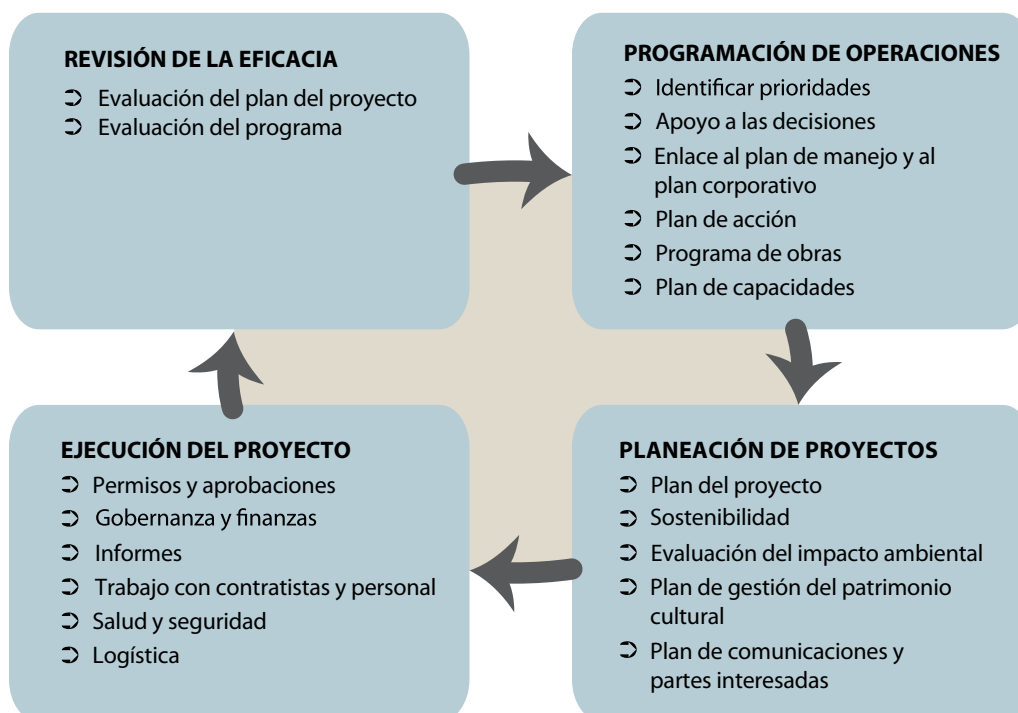 REVISIÓN DE LA EFICACIA
➲ Evaluación del plan del proyecto
➲ Evaluación del programa
PROGRAMACIÓN DE OPERACIONES
➲ Identificar prioridades
➲ Apoyo a las decisiones
➲ Enlace al plan de manejo y al
plan corporativo
➲ Plan de acción
➲ Programa de obras
➲ Plan de capacidades
EJECUCIÓN DEL PROYECTO
➲ Permisos y aprobaciones
➲ Gobernanza y finanzas
➲ Informes
➲ Trabajo con contratistas y personal
➲ Salud y seguridad
➲ Logística
PLANEACIÓN DE PROYECTOS
➲ Plan del proyecto
➲ Sostenibilidad
➲ Evaluación del impacto ambiental
➲ Plan de gestión del patrimonio
cultural
➲ Plan de comunicaciones y
partes interesadas